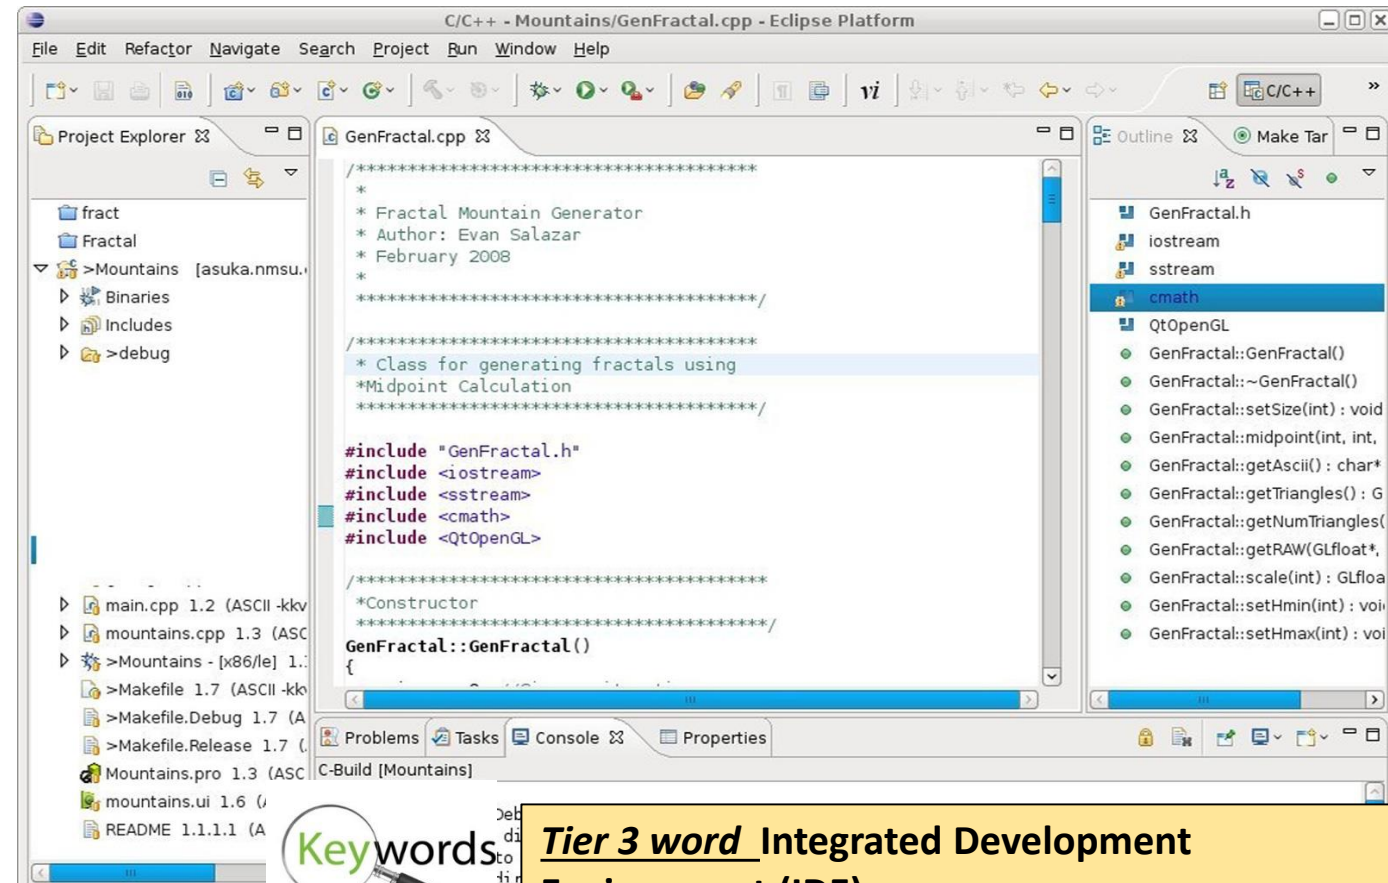 C/C++ - Mountains/GenFractal.cpp - Eclipse Platform
File Edit Refactor Navigate Search Project Run Window Help
vi
C/C++
»
Project Explorer
fract
Fractal
>Mountains [asuka.nmsu.
Binaries
Includes
>debug
main.cpp 1.2 (ASCII -kkv
mountains.cpp 1.3 (ASC
>Mountains - [x86/le] 1.
>Makefile 1.7 (ASCII -kkv
>Makefile.Debug 1.7 (A
>Makefile.Release 1.7 (
Mountains.pro 1.3 (ASC
mountains.ui 1.6 (
README 1.1.1.1 (A
GenFractal.cpp
/***************************************
*
* Fractal Mountain Generator
* Author: Evan Salazar
* February 2008
*
***************************************/
/***************************************
* Class for generating fractals using
*Midpoint Calculation
***************************************/
#include "GenFractal.h"
#include <iostream>
#include <sstream>
#include <cmath>
#include <QtOpenGL>
/****************************************
*Constructor
****************************************/
GenFractal::GenFractal()
{
Outline
Make Tar
GenFractal.h
iostream
sstream
cmath
QtOpenGL
GenFractal::GenFractal()
GenFractal::~GenFractal()
GenFractal::setSize(int) : void
GenFractal::midpoint(int, int,
GenFractal::getAscii() : char*
GenFractal::getTriangles() : G
GenFractal::getNumTriangles(
GenFractal::getRAW(GLfloat*,
GenFractal::scale(int) : GLfloa
GenFractal::setHmin(int) : voi
GenFractal::setHmax(int) : voi
Problems Tasks Console Properties
C-Build [Mountains]
Keywords
Tier 3 word Integrated Development
Environment (IDE)